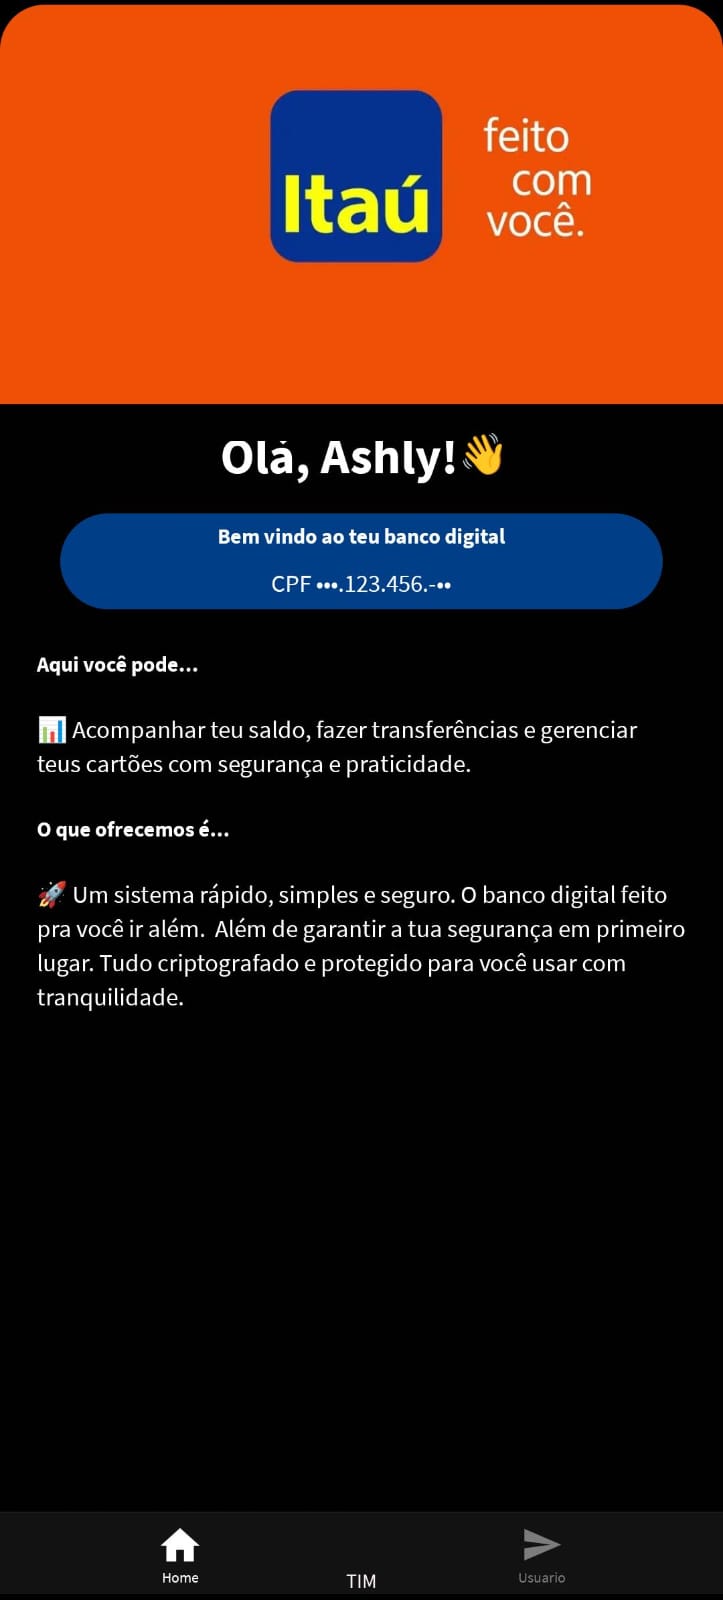 Itaú
feito
com
você.
Olá, Ashly!👋
Bem vindo ao teu banco digital
CPF •••.123.456.-••
Aqui você pode...
📊 Acompanhar teu saldo, fazer transferências e gerenciar
teus cartões com segurança e praticidade.
O que ofrecemos é...
🚀 Um sistema rápido, simples e seguro. O banco digital feito
pra você ir além.  Além de garantir a tua segurança em primeiro
lugar. Tudo criptografado e protegido para você usar com
tranquilidade.
Home
TIM
Usuario